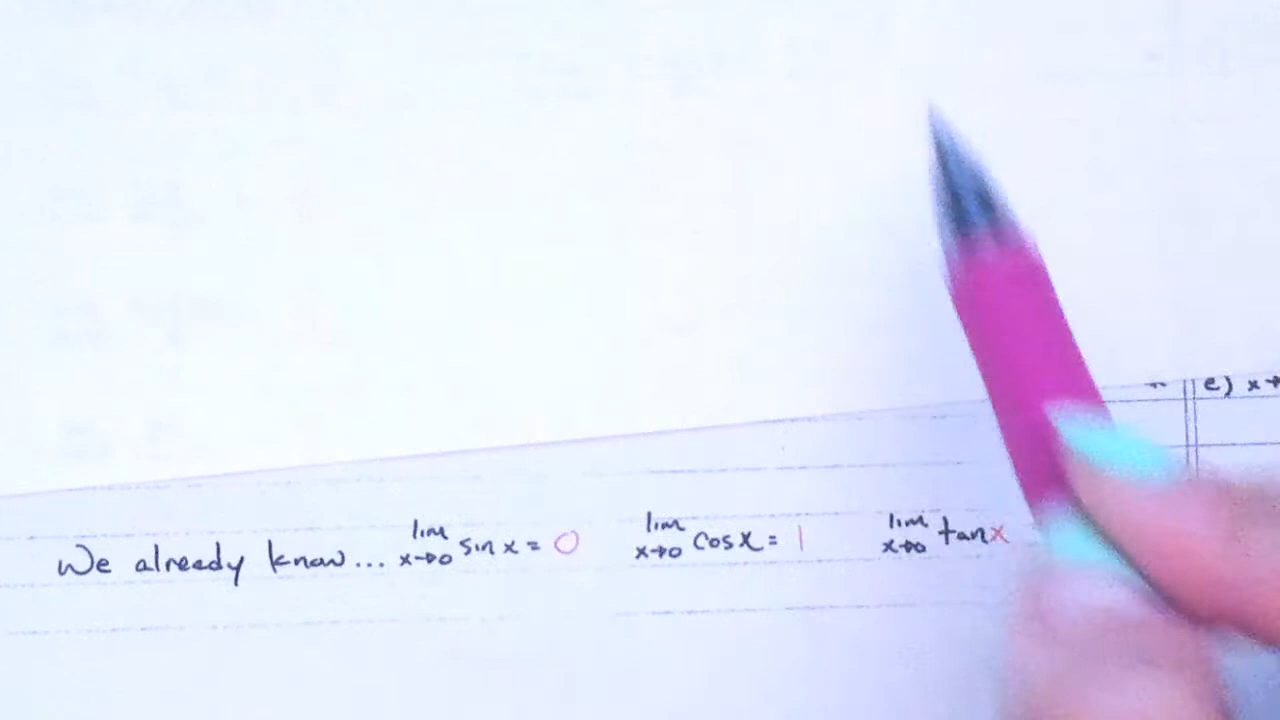 e) x→
We already know... lim x→0 sin x = 0 lim x→0 cos x = 1 lim x→0 tan x